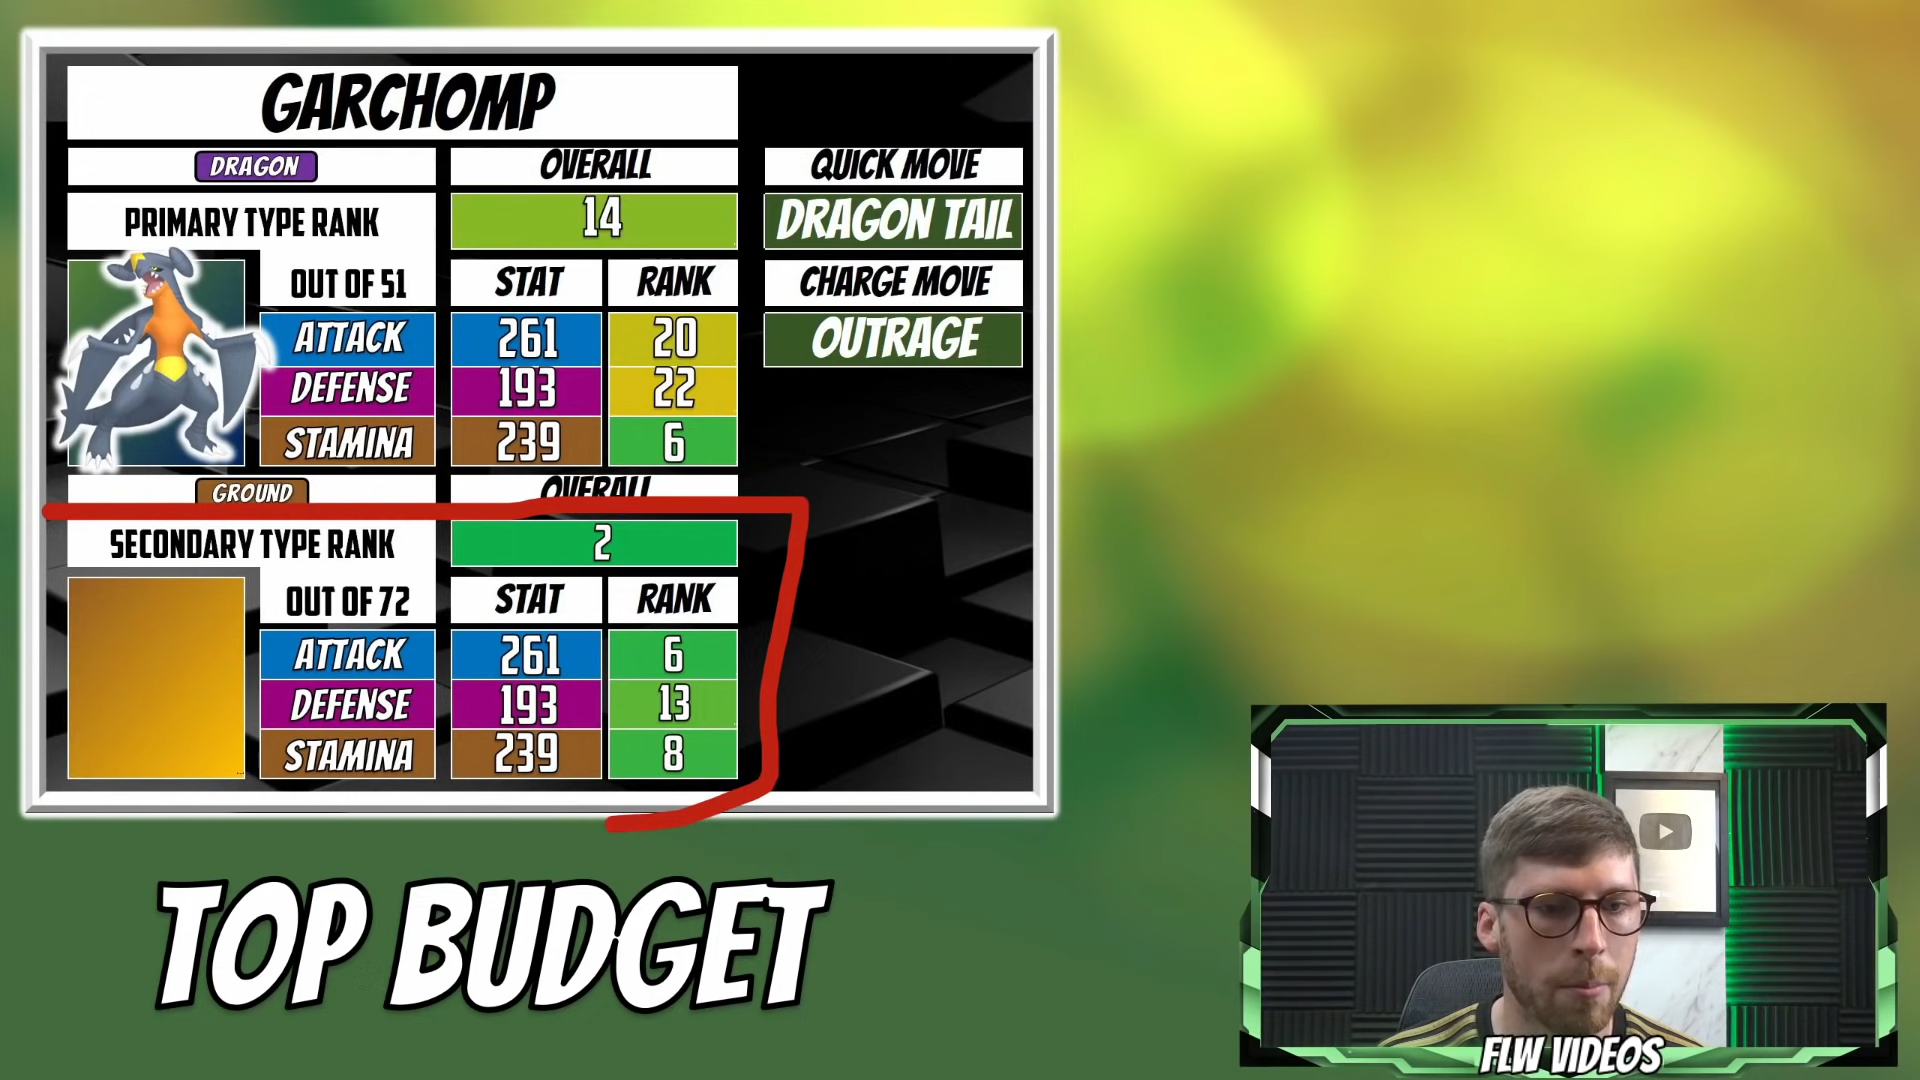 GARCHOMP
DRAGON
OVERALL
QUICK MOVE
PRIMARY TYPE RANK
14
DRAGON TAIL
OUT OF 51
STAT
RANK
CHARGE MOVE
ATTACK
261
20
OUTRAGE
DEFENSE
193
22
STAMINA
239
6
GROUND
OVERALL
SECONDARY TYPE RANK
2
OUT OF 72
STAT
RANK
ATTACK
261
6
DEFENSE
193
13
STAMINA
239
8
TOP BUDGET
FLW VIDEOS